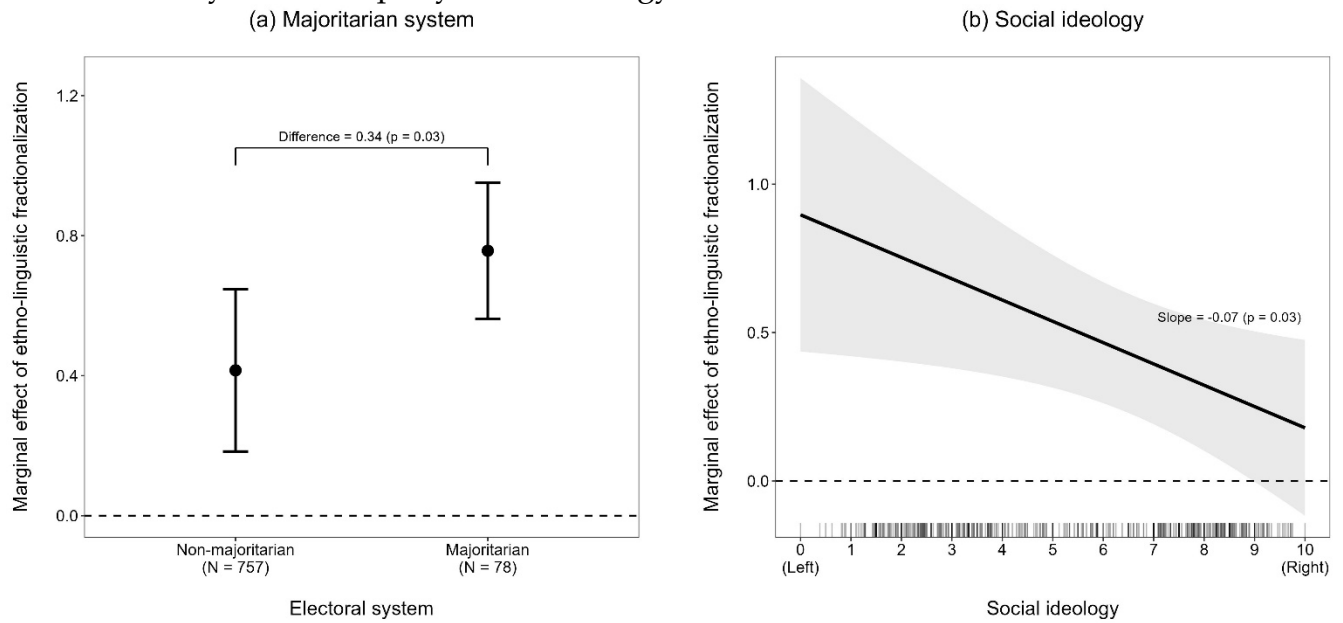 (a) Majoritarian system
Marginal effect of ethno-linguistic fractionalization
1.2
0.8
0.4
0.0
Difference = 0.34 (p = 0.03)
Non-majoritarian
(N = 757)
Majoritarian
(N = 78)
Electoral system
(b) Social ideology
Marginal effect of ethno-linguistic fractionalization
1.0
0.5
0.0
Slope = -0.07 (p = 0.03)
0 1 2 3 4 5 6 7 8 9 10
(Left) (Right)
Social ideology